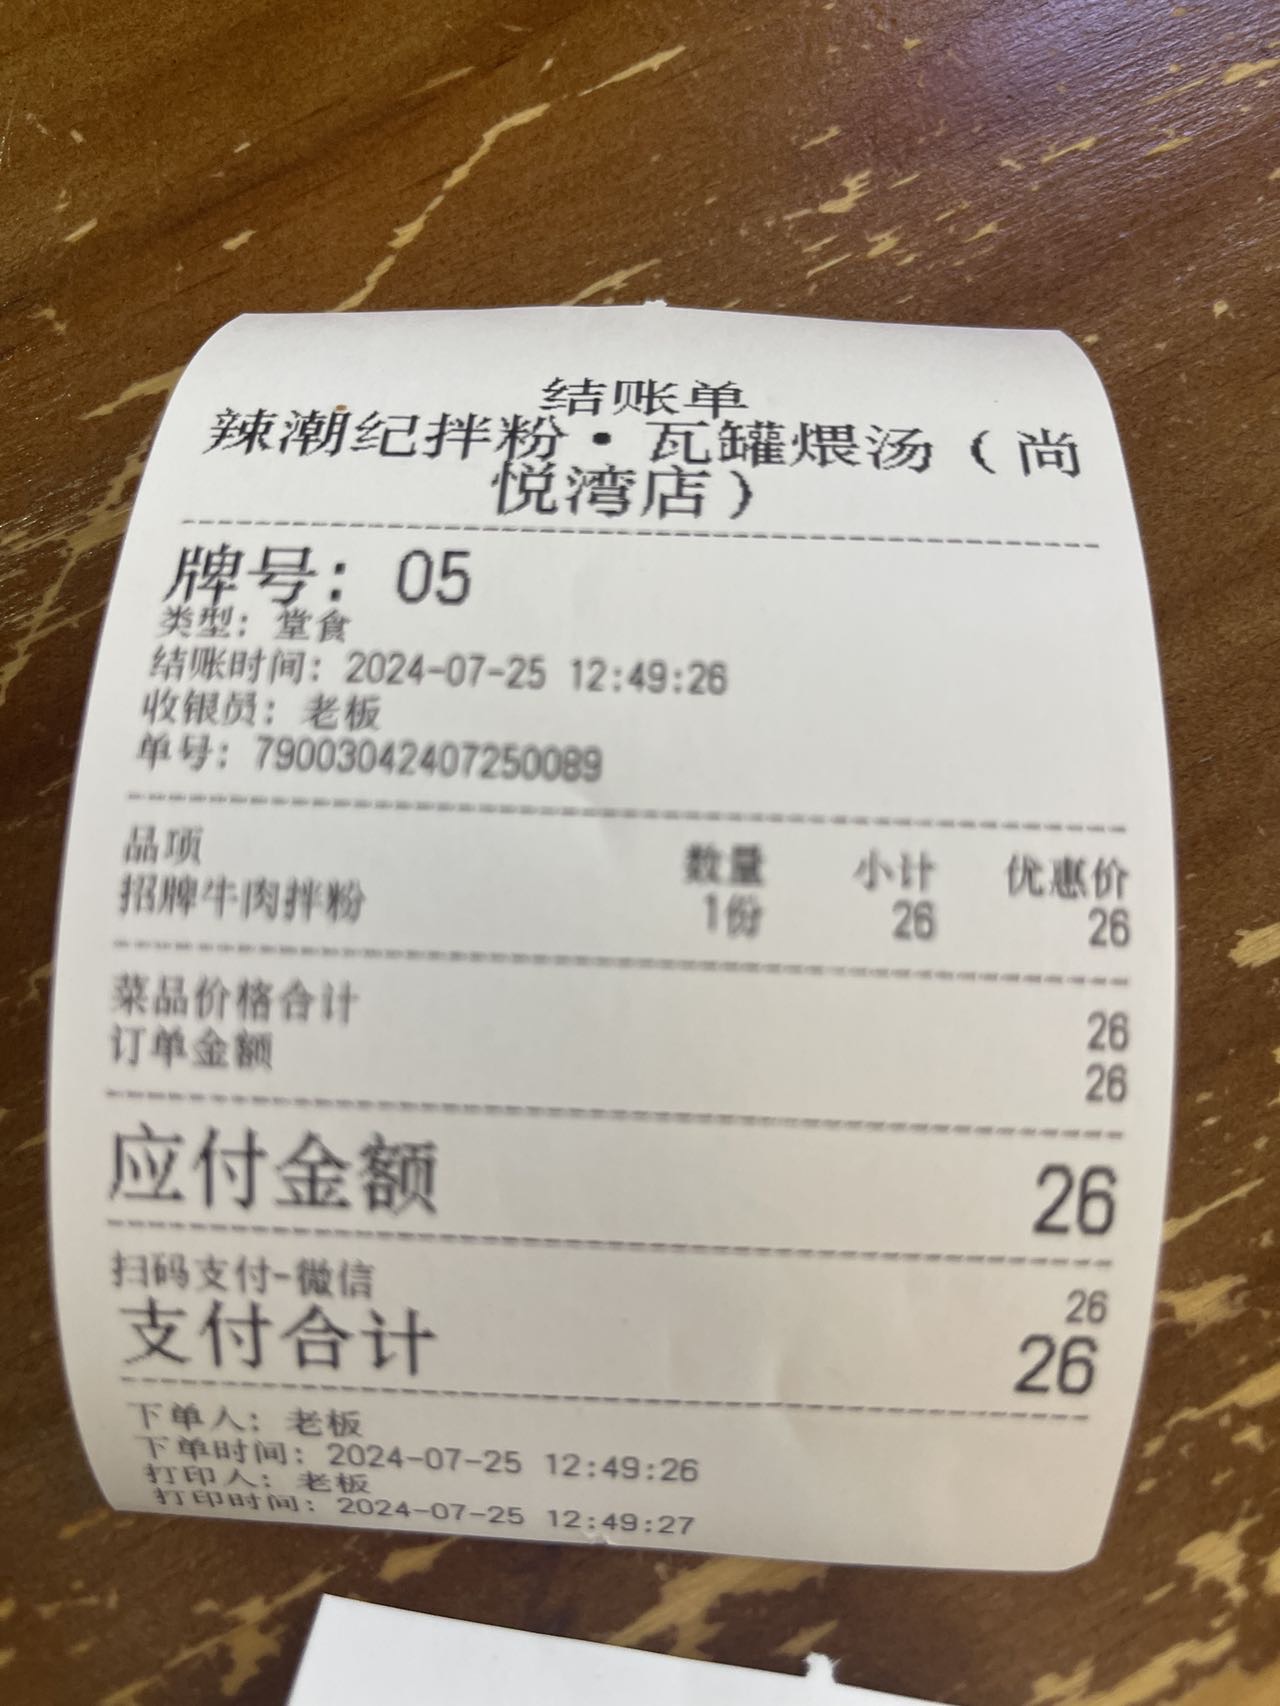 结账单
辣潮纪拌粉·瓦罐煨汤（尚
悦湾店）
牌号：05
类型：堂食
结账时间：2024-07-25 12:49:26
收银员：老板
单号：79003042407250089
品项 数量 小计 优惠价
招牌牛肉拌粉 1份 26 26
菜品价格合计 26
订单金额 26
应付金额 26
扫码支付-微信 26
支付合计 26
下单人：老板
下单时间：2024-07-25 12:49:26
打印人：老板
打印时间：2024-07-25 12:49:27